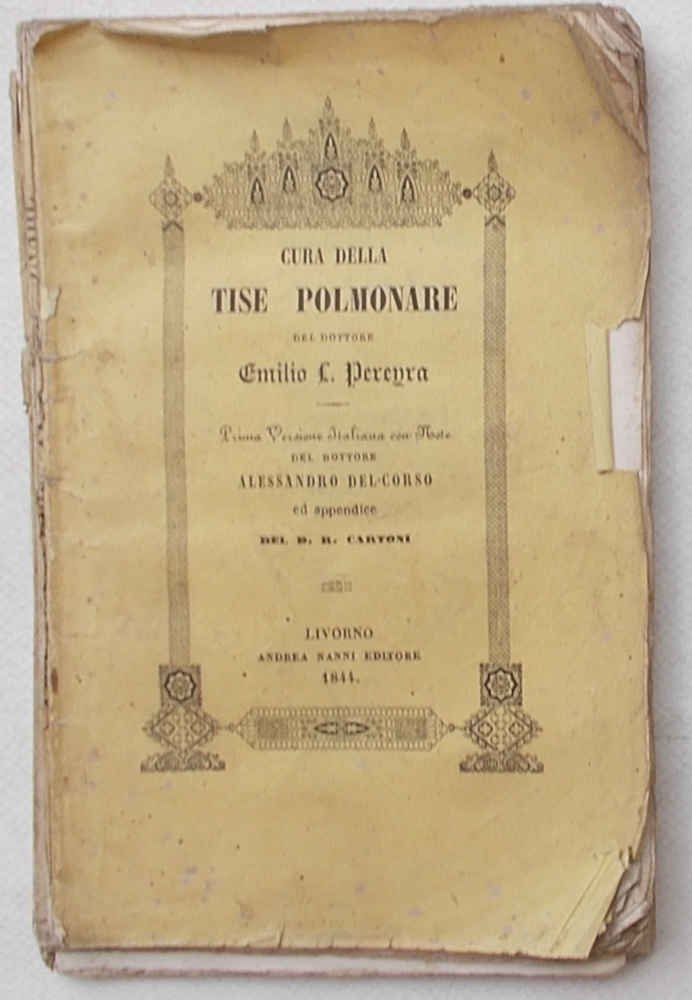 CURA DELLA
TISE POLMONARE
DEL DOTTORE
Emilio L. Pereyra
Prima Versione Italiana con Note
DEL DOTTORE
ALESSANDRO DEL-CORSO
ed appendice
DEL D. R. CARTONI
LIVORNO
ANDREA NANNI EDITORE
1844.